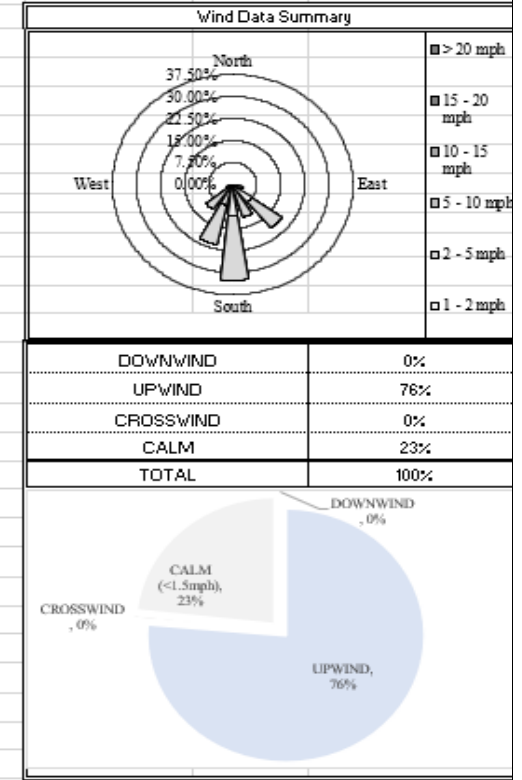 Wind Data Summary
North
37.50%
30.00%
22.50%
15.00%
7.50%
0.00%
West
East
South
> 20 mph
15 - 20
mph
10 - 15
mph
5 - 10 mph
2 - 5 mph
1 - 2 mph
DOWNWIND 0%
UPWIND 76%
CROSSWIND 0%
CALM 23%
TOTAL 100%
DOWNWIND
, 0%
CALM
(<1.5mph),
23%
CROSSWIND
, 0%
UPWIND,
76%